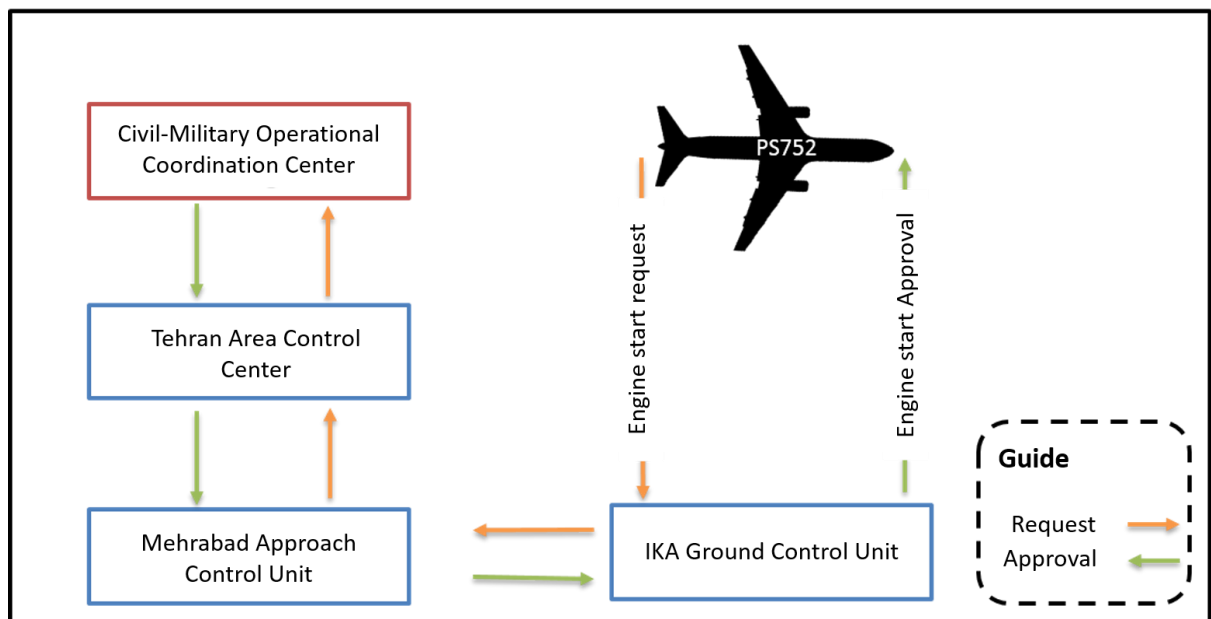 Civil-Military Operational
Coordination Center
PS752
Engine start request
Engine start Approval
Tehran Area Control
Center
Mehrabad Approach
Control Unit
IKA Ground Control Unit
Guide
Request
Approval